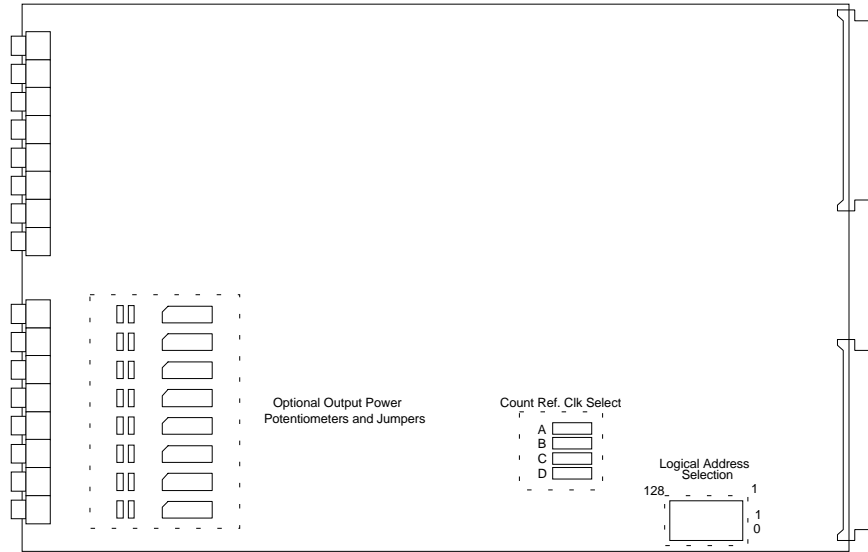 Optional Output Power
Potentiometers and Jumpers
Count Ref. Clk Select
A
B
C
D
Logical Address
Selection
128
1
1
0